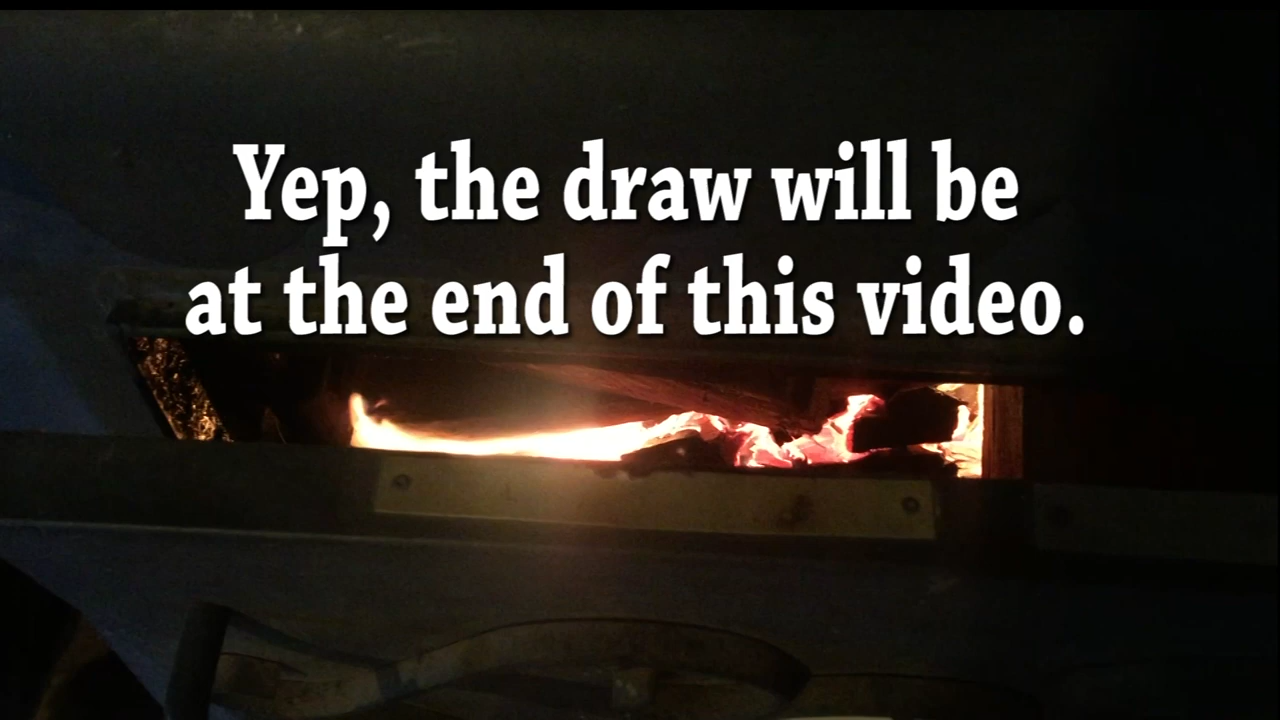 Yep, the draw will be
at the end of this video.